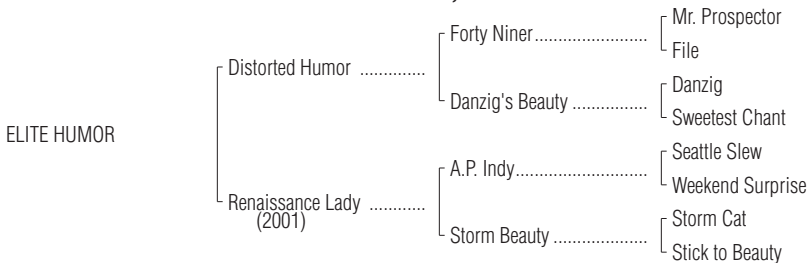 Mr. Prospector
Forty Niner........................
File
Distorted Humor ..............
Danzig
Danzig's Beauty ................
Sweetest Chant
ELITE HUMOR
Seattle Slew
A.P. Indy............................
Weekend Surprise
Renaissance Lady ............
(2001)
Storm Cat
Storm Beauty ....................
Stick to Beauty